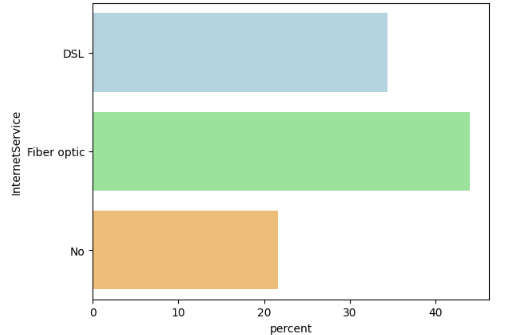 InternetService
DSL
Fiber optic
No
0 10 20 30 40
percent